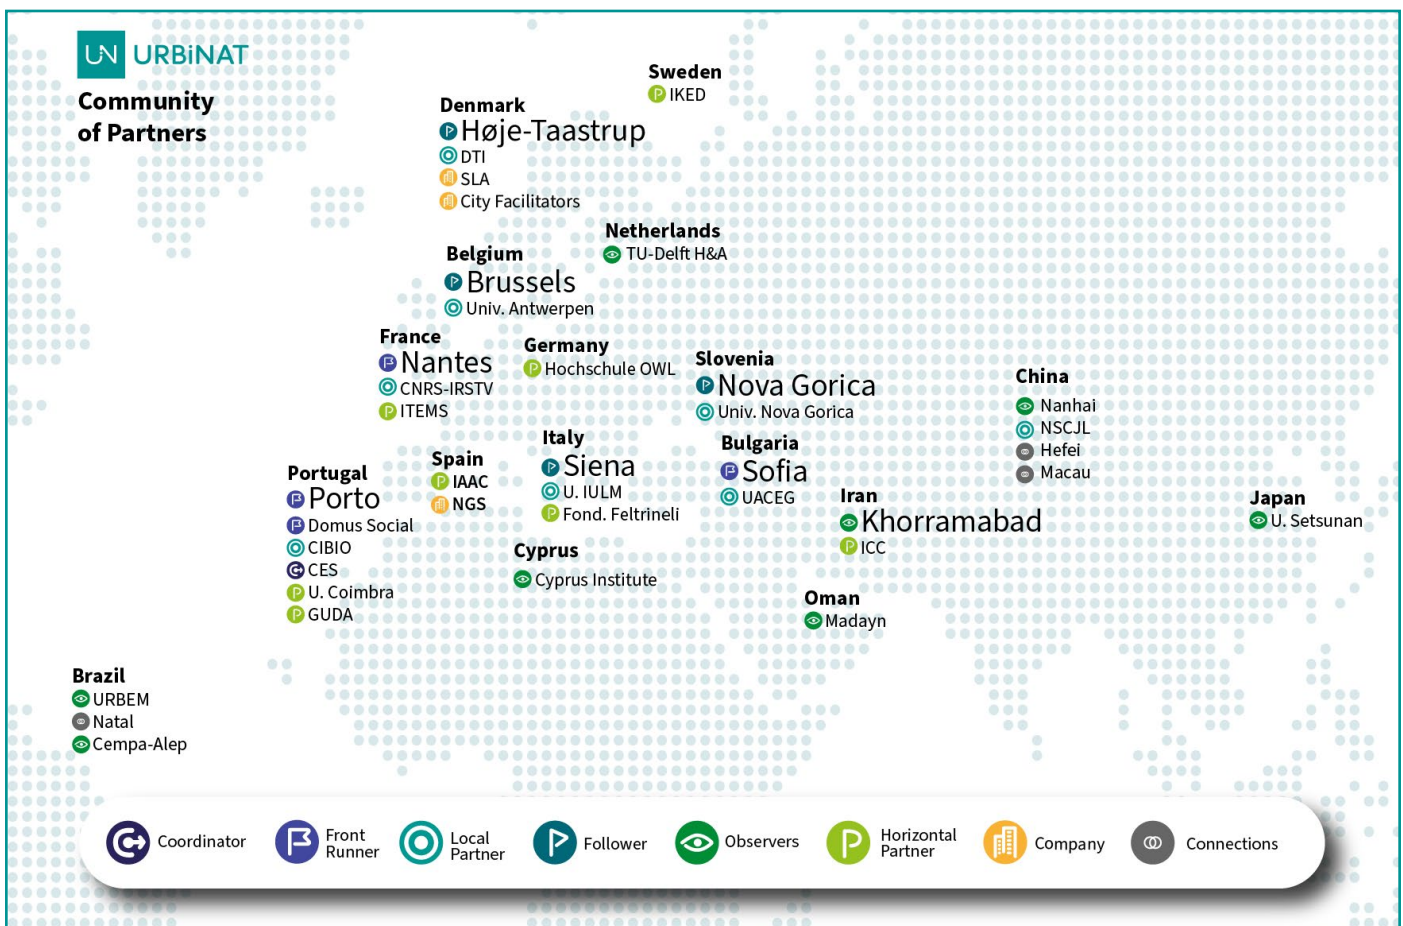 UN URBiNAT
Community
of Partners
Sweden
IKED
Denmark
Høje-Taastrup
DTI
SLA
City Facilitators
Netherlands
TU-Delft H&A
Belgium
Brussels
Univ. Antwerpen
France
Nantes
CNRS-IRSTV
ITEMS
Germany
Hochschule OWL
Slovenia
Nova Gorica
Univ. Nova Gorica
China
Nanhai
NSCJL
Hefei
Macau
Italy
Siena
U. IULM
Fond. Feltrineli
Bulgaria
Sofia
UACEG
Spain
IAAC
NGS
Portugal
Porto
Domus Social
CIBIO
CES
U. Coimbra
GUDA
Iran
Khorramabad
ICC
Japan
U. Setsunan
Cyprus
Cyprus Institute
Oman
Madayn
Brazil
URBEM
Natal
Cempa-Alep
Coordinator
Front
Runner
Local
Partner
Follower
Observers
Horizontal
Partner
Company
Connections